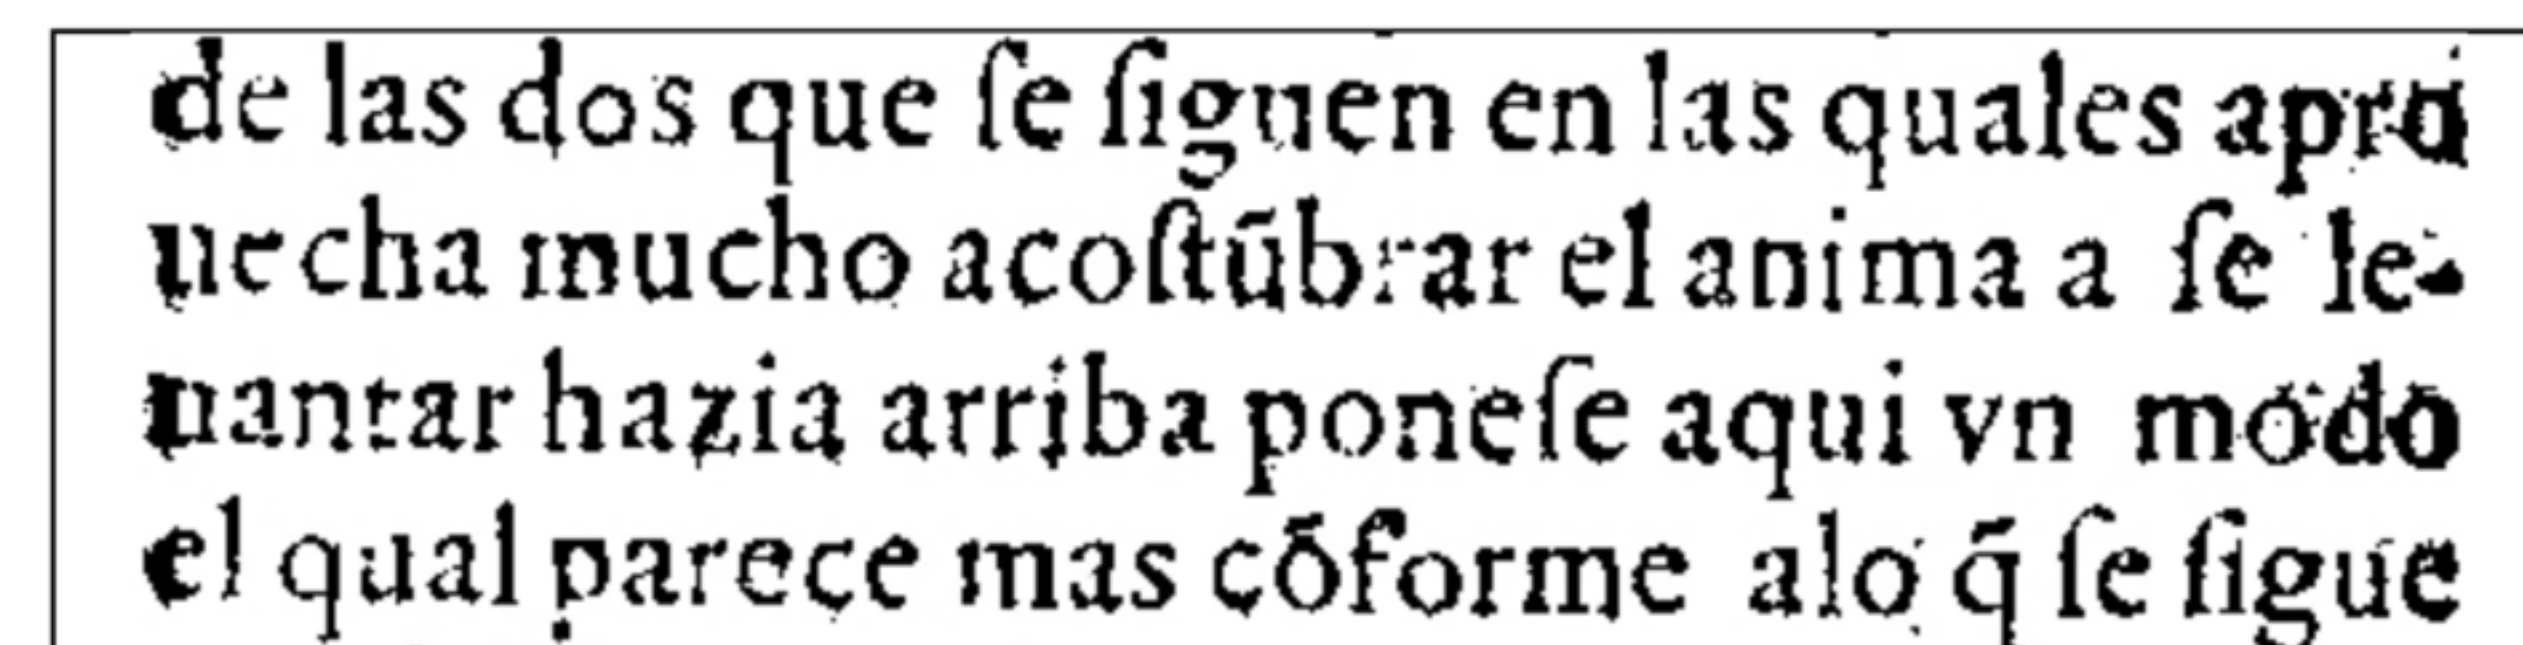 de las dos que ſe ſiguen en las quales apro
uecha mucho acoſtũbrar el anima a ſe le-
uantar hazia arriba poneſe aqui vn modo
el qual parece mas cõforme alo q̃ ſe ſigue